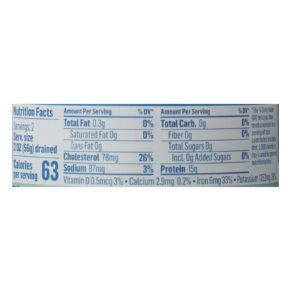 Nutrition Facts
Servings: 2
Serv. size
2 OZ (56g) drained
Calories
per serving 63
Amount Per Serving % DV*
Total Fat 0.3g 0%
Saturated Fat 0g 0%
Trans Fat 0g
Cholesterol 78mg 26%
Sodium 87mg 3%
Amount Per Serving % DV*
Total Carb. 0g 0%
Fiber 0g 0%
Total Sugars 0g
Incl. 0g Added Sugars 0%
Protein 15g
Vitamin D 0.5mcg 3% • Calcium 2.9mg 0.2% • Iron 6mg 33% • Potassium